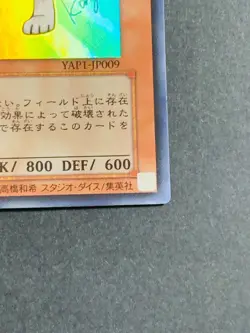 YAP1-JP009
い、フィールド上に存在
効果によって破壊された
で存在するこのカードを
K/ 800 DEF/ 600
高橋和希 スタジオ・ダイス/集英社